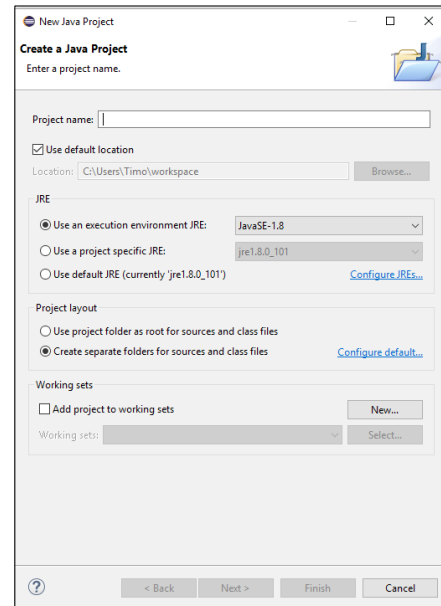 New Java Project
Create a Java Project
Enter a project name.
Project name:
Use default location
Location: C:\Users\Timo\workspace Browse...
JRE
Use an execution environment JRE: JavaSE-1.8
Use a project specific JRE: jre1.8.0_101
Use default JRE (currently 'jre1.8.0_101') Configure JREs...
Project layout
Use project folder as root for sources and class files
Create separate folders for sources and class files Configure default...
Working sets
Add project to working sets New...
Working sets: Select...
? < Back Next > Finish Cancel